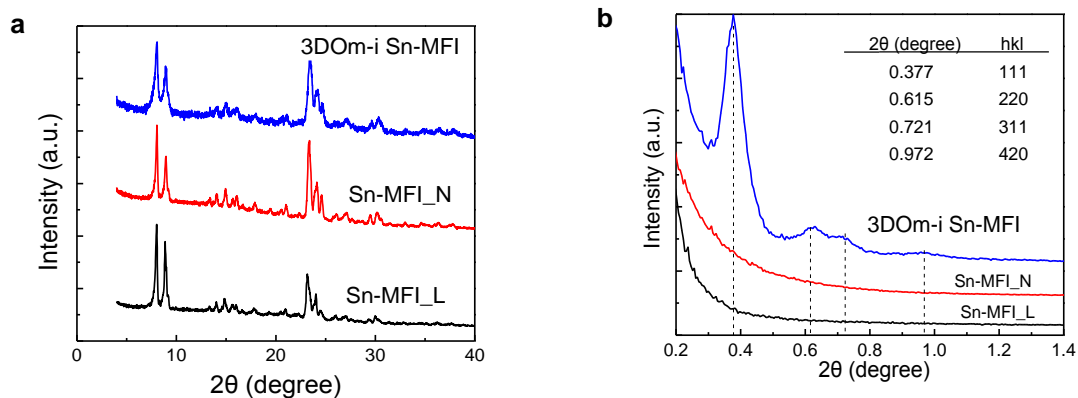 a
3DOm-i Sn-MFI
Sn-MFI_N
Sn-MFI_L
Intensity (a.u.)
0 10 20 30 40
2θ (degree)
b
2θ (degree) hkl
0.377 111
0.615 220
0.721 311
0.972 420
3DOm-i Sn-MFI
Sn-MFI_N
Sn-MFI_L
Intensity (a.u.)
0.2 0.4 0.6 0.8 1.0 1.2 1.4
2θ (degree)